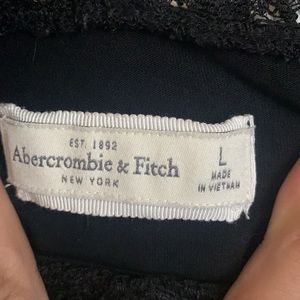 EST. 1892
Abercrombie & Fitch
NEW YORK
L
MADE
IN VIETNAM